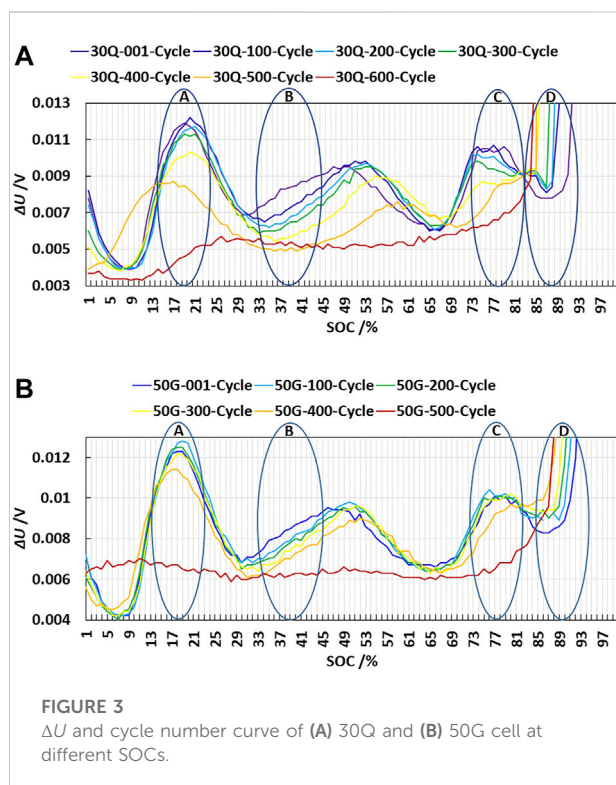 A
30Q-001-Cycle 30Q-100-Cycle 30Q-200-Cycle 30Q-300-Cycle
30Q-400-Cycle 30Q-500-Cycle 30Q-600-Cycle
A B C D
0.013
0.011
0.009
0.007
0.005
0.003
ΔU /V
1 5 9 13 17 21 25 29 33 37 41 45 49 53 57 61 65 69 73 77 81 85 89 93 97
SOC /%
B
50G-001-Cycle 50G-100-Cycle 50G-200-Cycle
50G-300-Cycle 50G-400-Cycle 50G-500-Cycle
A B C D
0.012
0.01
0.008
0.006
0.004
ΔU /V
1 5 9 13 17 21 25 29 33 37 41 45 49 53 57 61 65 69 73 77 81 85 89 93 97
SOC /%
FIGURE 3
ΔU and cycle number curve of (A) 30Q and (B) 50G cell at
different SOCs.